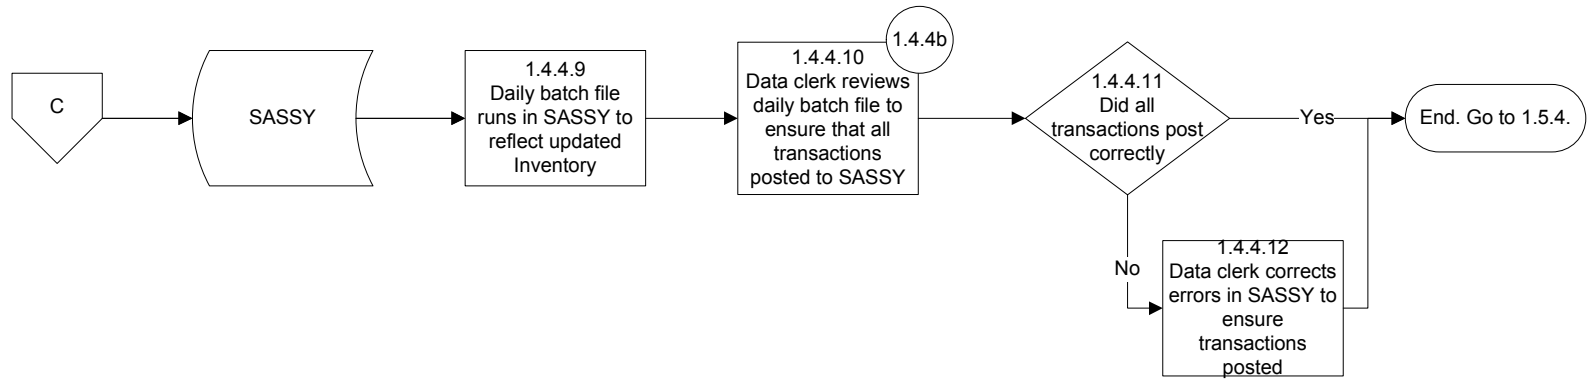 C
SASSY
1.4.4.9
Daily batch file
runs in SASSY to
reflect updated
Inventory
1.4.4b
1.4.4.10
Data clerk reviews
daily batch file to
ensure that all
transactions
posted to SASSY
1.4.4.11
Did all
transactions post
correctly
Yes
End. Go to 1.5.4.
No
1.4.4.12
Data clerk corrects
errors in SASSY to
ensure
transactions
posted